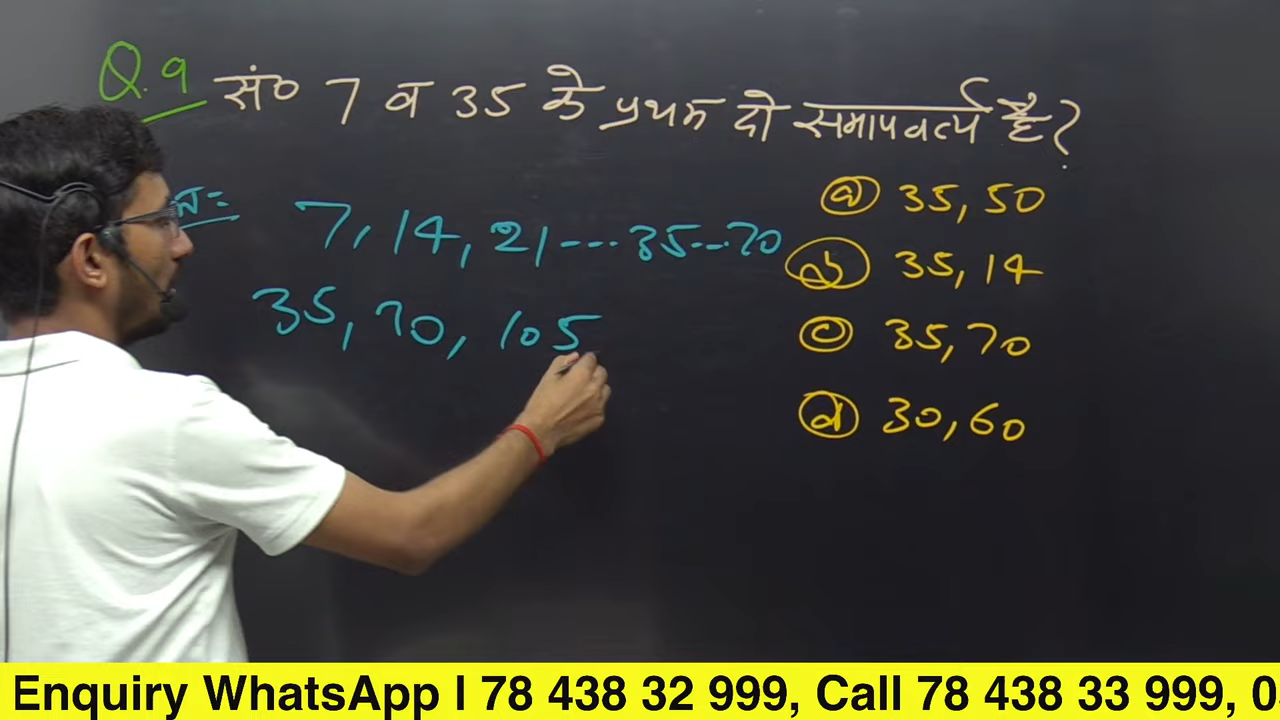 Q.9 सं० 7 व 35 के प्रथम दो समापवर्त्य है?
7, 14, 21 --- 35 -- 70
35, 70, 105
ⓐ 35, 50
ⓑ 35, 14
ⓒ 35, 70
ⓓ 30, 60
Enquiry WhatsApp l 78 438 32 999, Call 78 438 33 999, 0